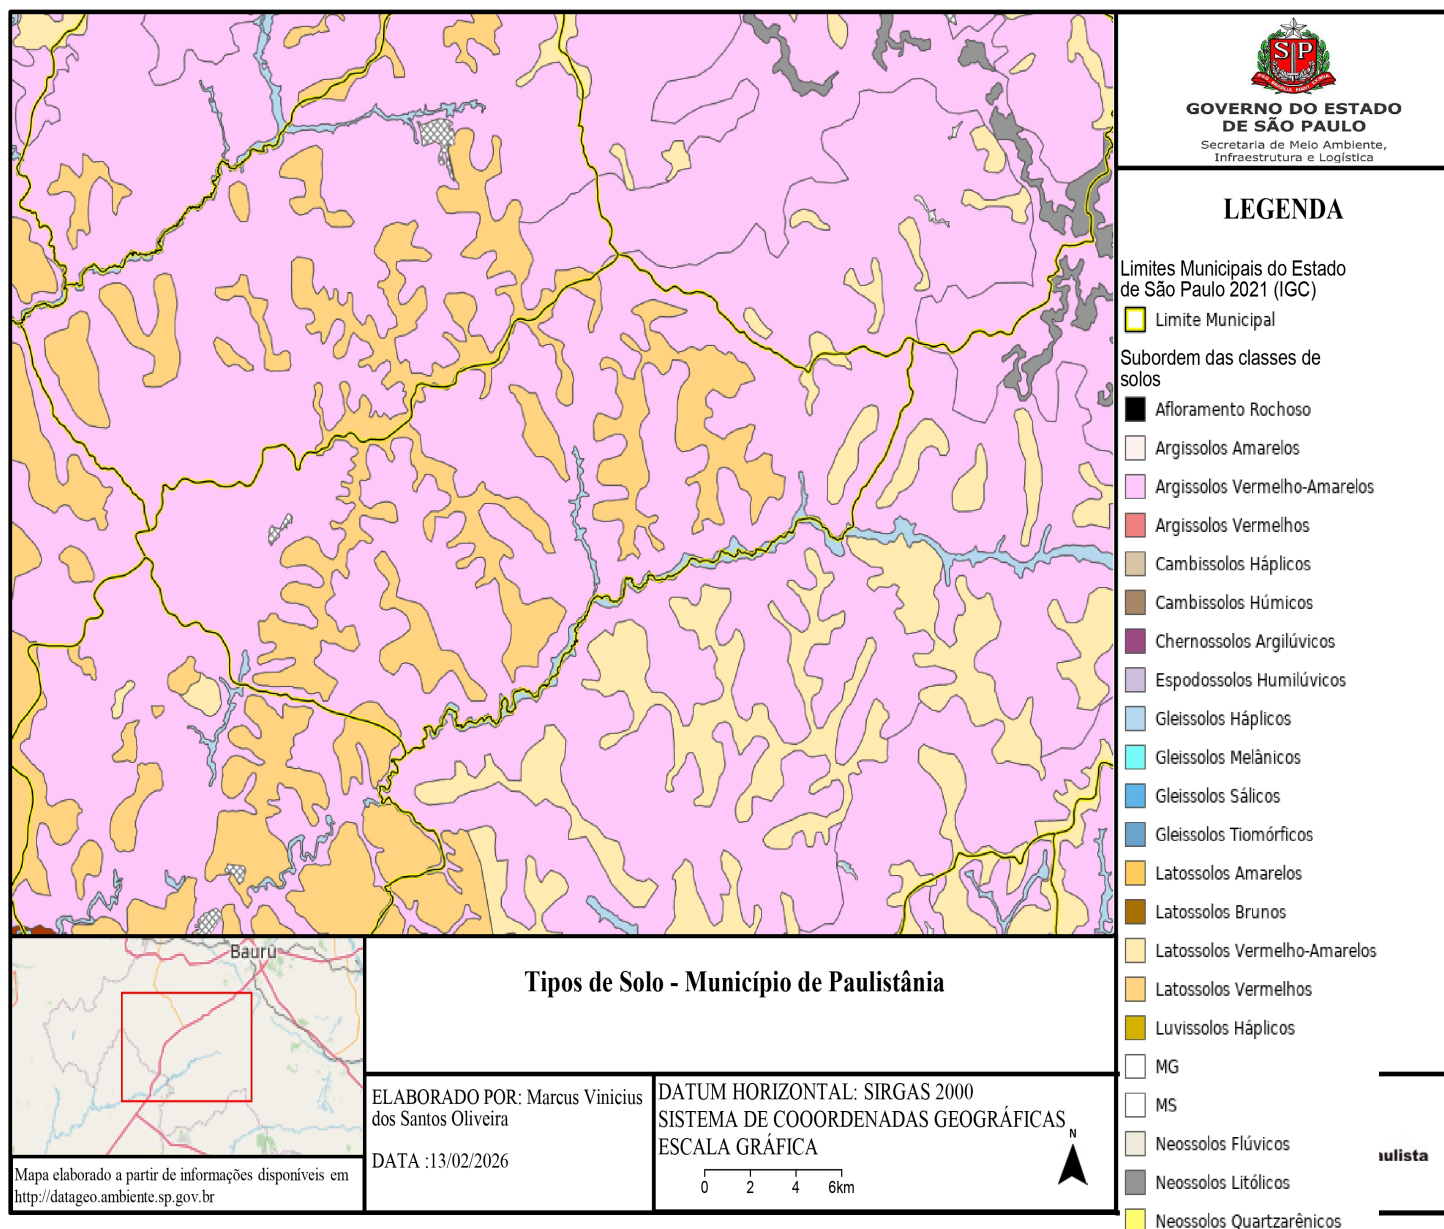 S P
GOVERNO DO ESTADO
DE SÃO PAULO
Secretaria de Meio Ambiente,
Infraestrutura e Logística
LEGENDA
Limites Municipais do Estado
de São Paulo 2021 (IGC)
Limite Municipal
Subordem das classes de
solos
Afloramento Rochoso
Argissolos Amarelos
Argissolos Vermelho-Amarelos
Argissolos Vermelhos
Cambissolos Háplicos
Cambissolos Húmicos
Chernossolos Argilúvicos
Espodossolos Humilúvicos
Gleissolos Háplicos
Gleissolos Melânicos
Gleissolos Sálicos
Gleissolos Tiomórficos
Latossolos Amarelos
Latossolos Brunos
Latossolos Vermelho-Amarelos
Latossolos Vermelhos
Luvissolos Háplicos
MG
MS
Neossolos Flúvicos
Neossolos Litólicos
Neossolos Quartzarênicos
aulista
Bauru
Tipos de Solo - Município de Paulistânia
ELABORADO POR: Marcus Vinicius
dos Santos Oliveira
DATA :13/02/2026
DATUM HORIZONTAL: SIRGAS 2000
SISTEMA DE COOORDENADAS GEOGRÁFICAS
ESCALA GRÁFICA
0 2 4 6km
N
Mapa elaborado a partir de informações disponíveis em
http://datageo.ambiente.sp.gov.br